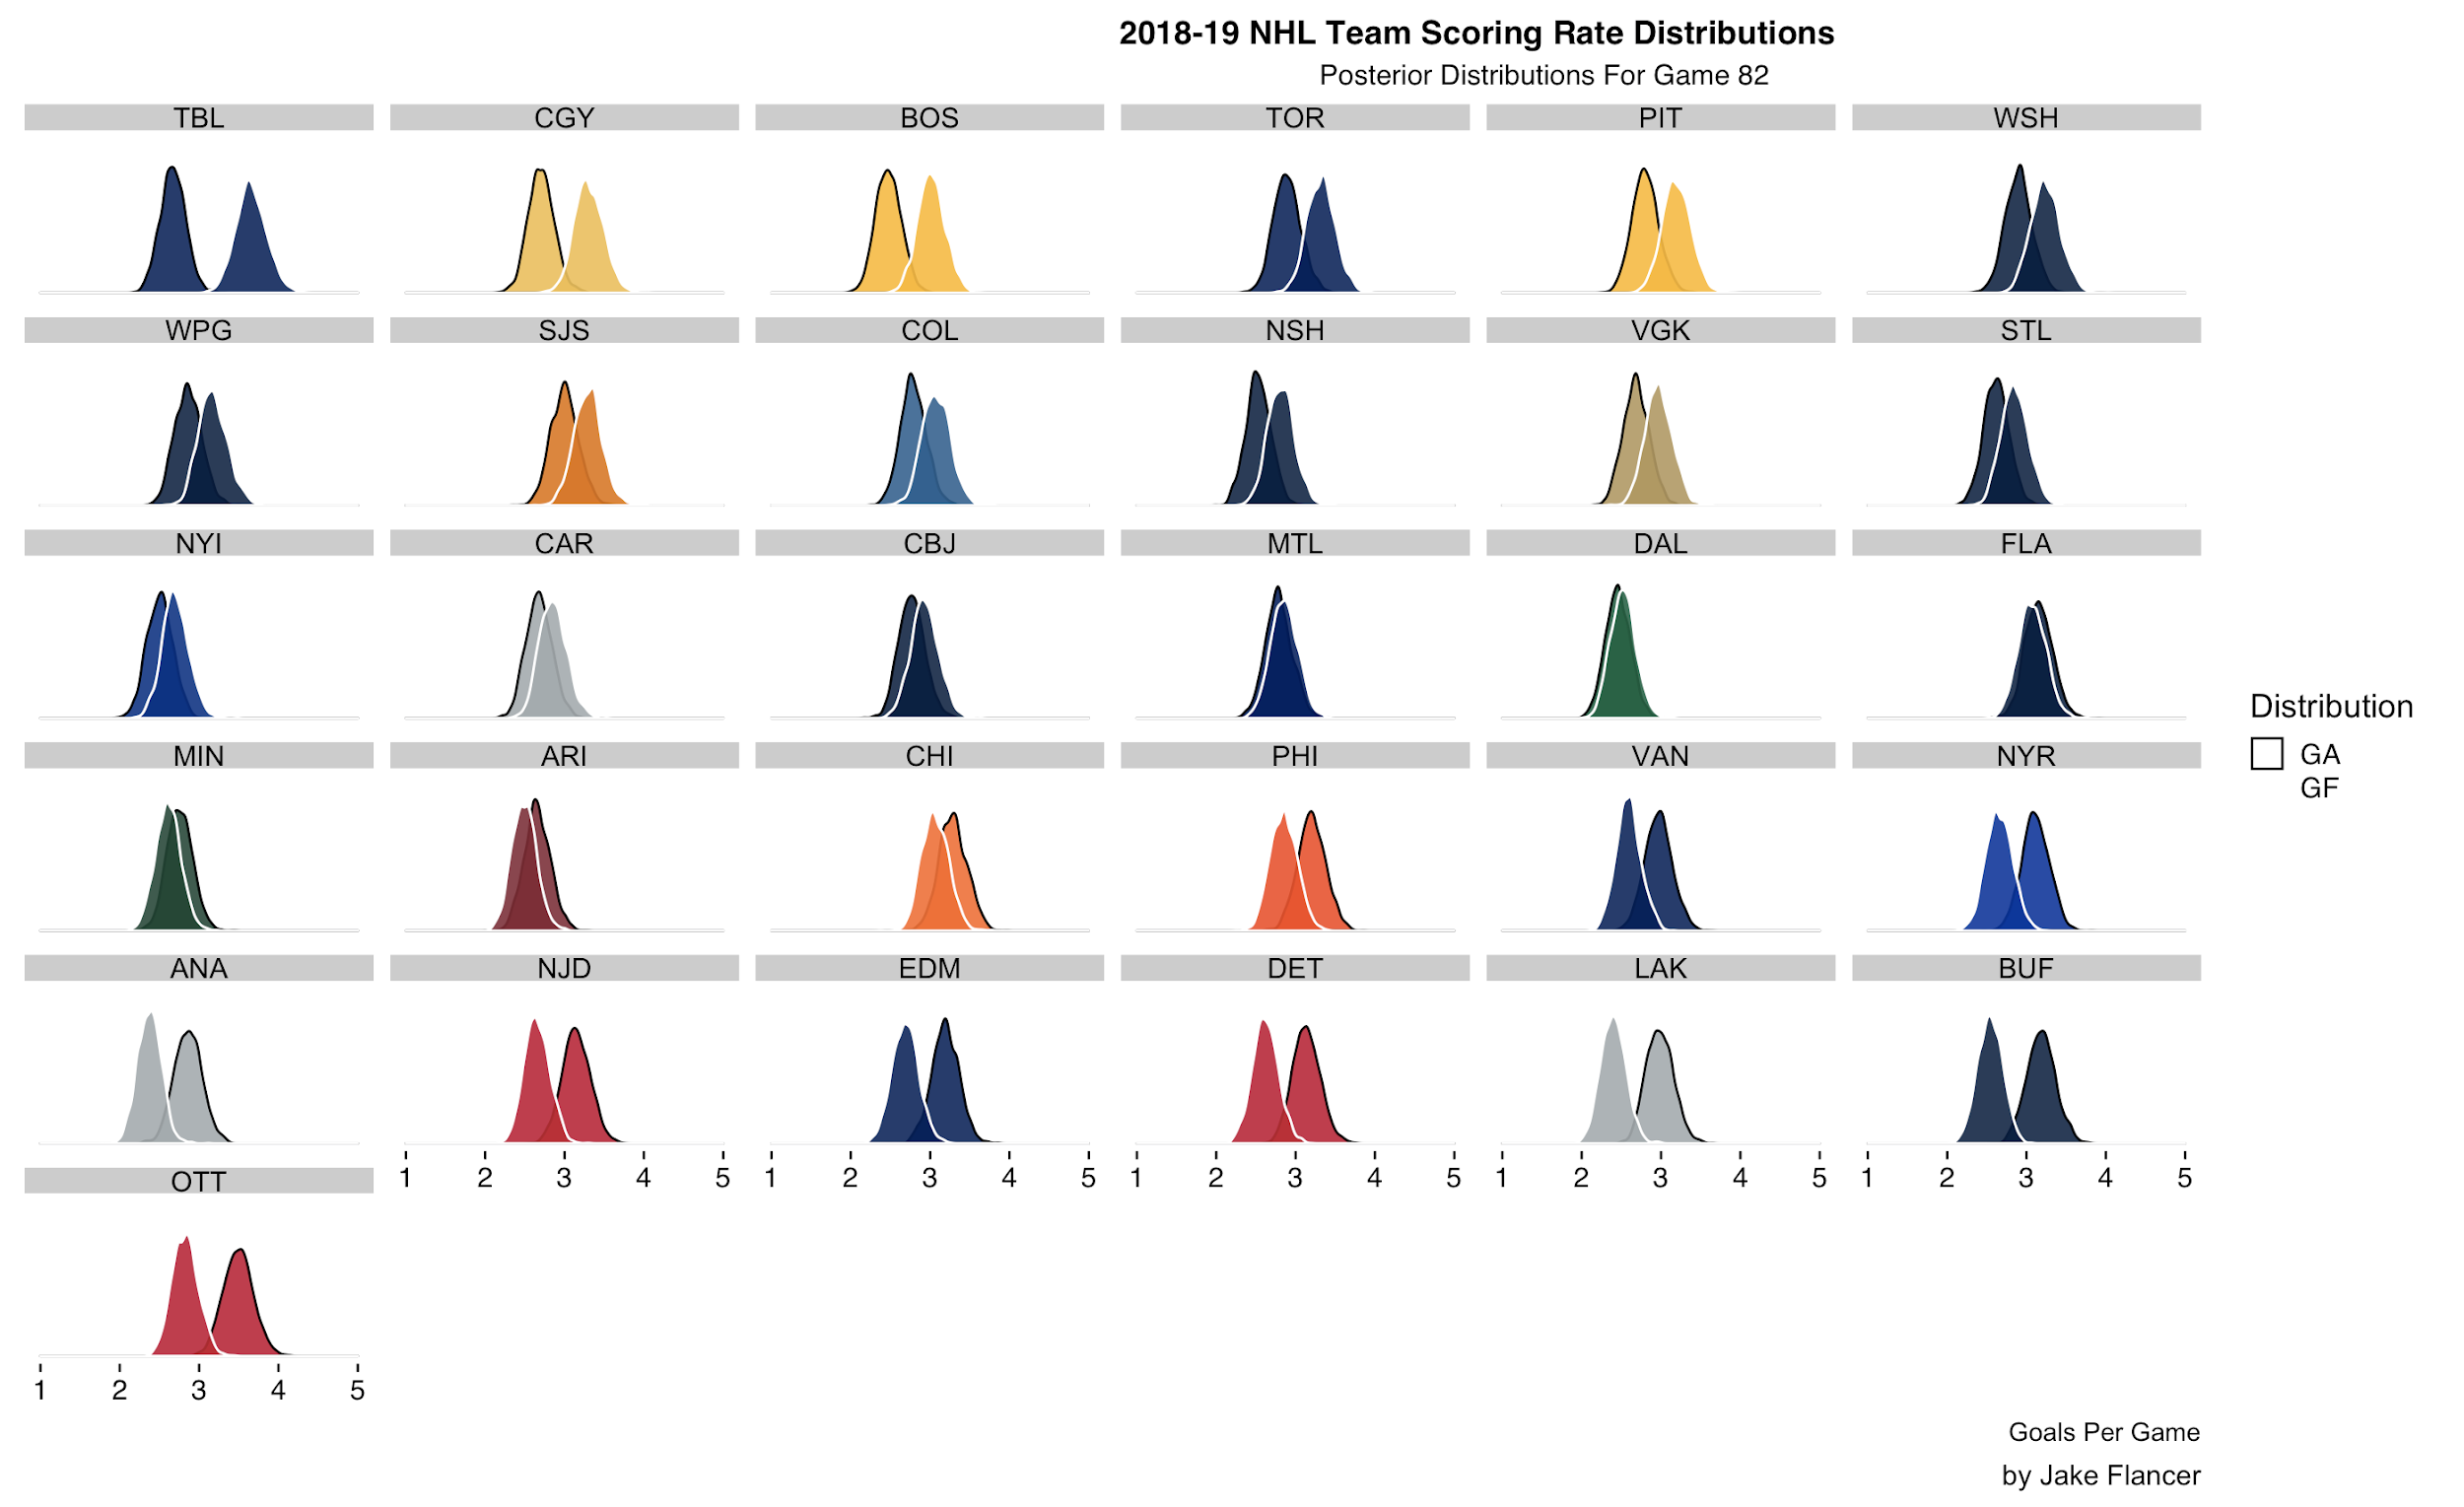 2018-19 NHL Team Scoring Rate Distributions
Posterior Distributions For Game 82
TBL CGY BOS TOR PIT WSH
WPG SJS COL NSH VGK STL
NYI CAR CBJ MTL DAL FLA
MIN ARI CHI PHI VAN NYR
ANA NJD EDM DET LAK BUF
1 2 3 4 5 1 2 3 4 5 1 2 3 4 5 1 2 3 4 5 1 2 3 4 5
OTT
1 2 3 4 5
Distribution
GA
GF
Goals Per Game
by Jake Flancer